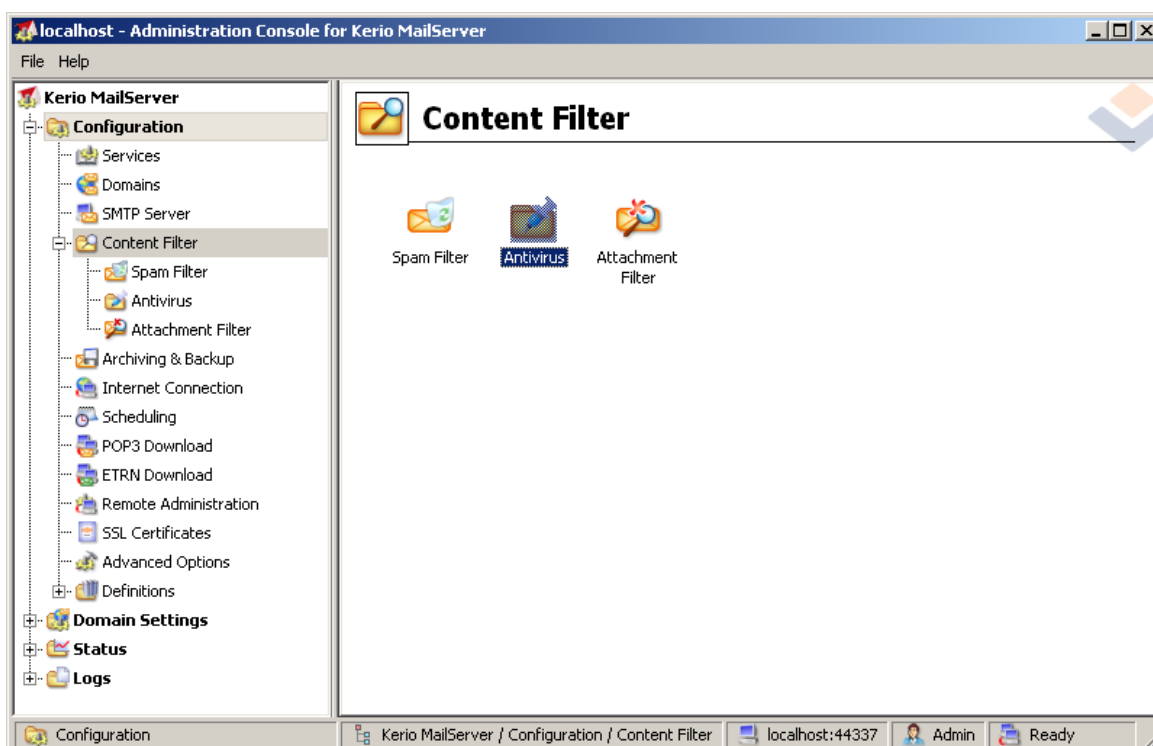 localhost - Administration Console for Kerio MailServer
File Help
Kerio MailServer
Configuration
Services
Domains
SMTP Server
Content Filter
Spam Filter
Antivirus
Attachment Filter
Archiving & Backup
Internet Connection
Scheduling
POP3 Download
ETRN Download
Remote Administration
SSL Certificates
Advanced Options
Definitions
Domain Settings
Status
Logs
Content Filter
Spam Filter
Antivirus
Attachment
Filter
Configuration
Kerio MailServer / Configuration / Content Filter
localhost:44337
Admin
Ready